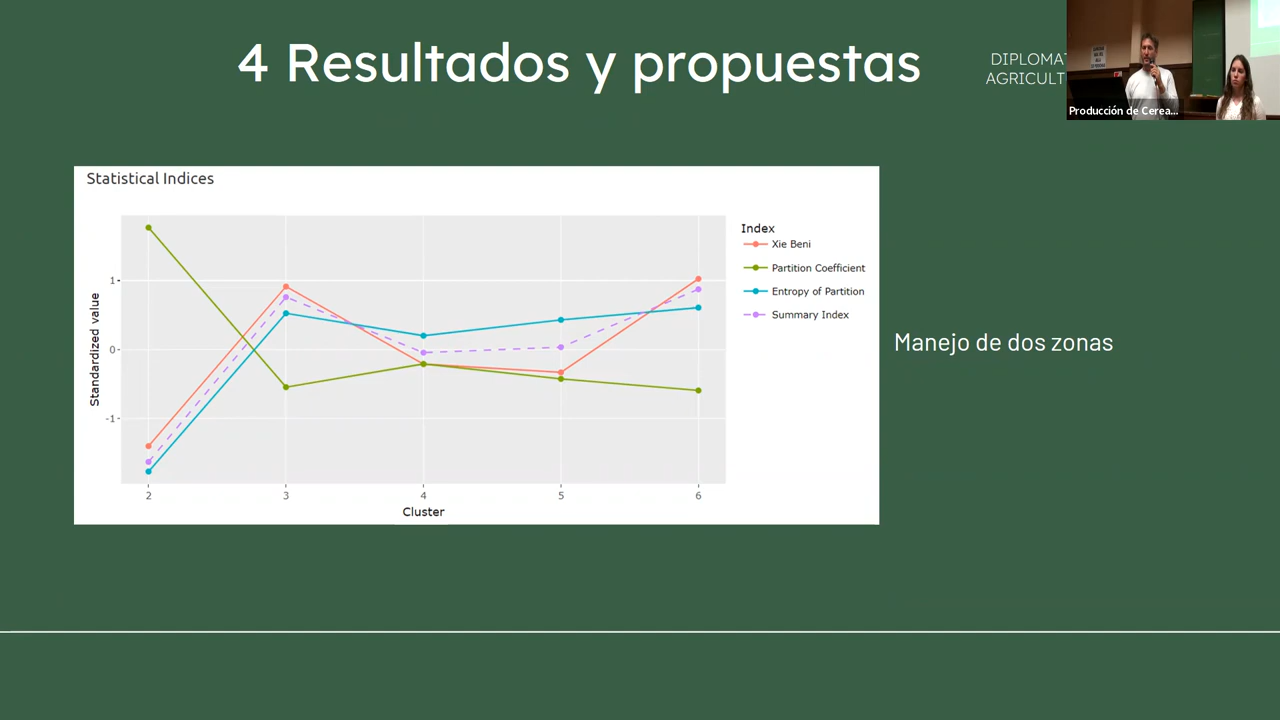 4 Resultados y propuestas
DIPLOMAT
AGRICULT
Producción de Cerea...
Statistical Indices
Standardized value
1
0
-1
2
3
4
5
6
Cluster
Index
Xie Beni
Partition Coefficient
Entropy of Partition
Summary Index
Manejo de dos zonas